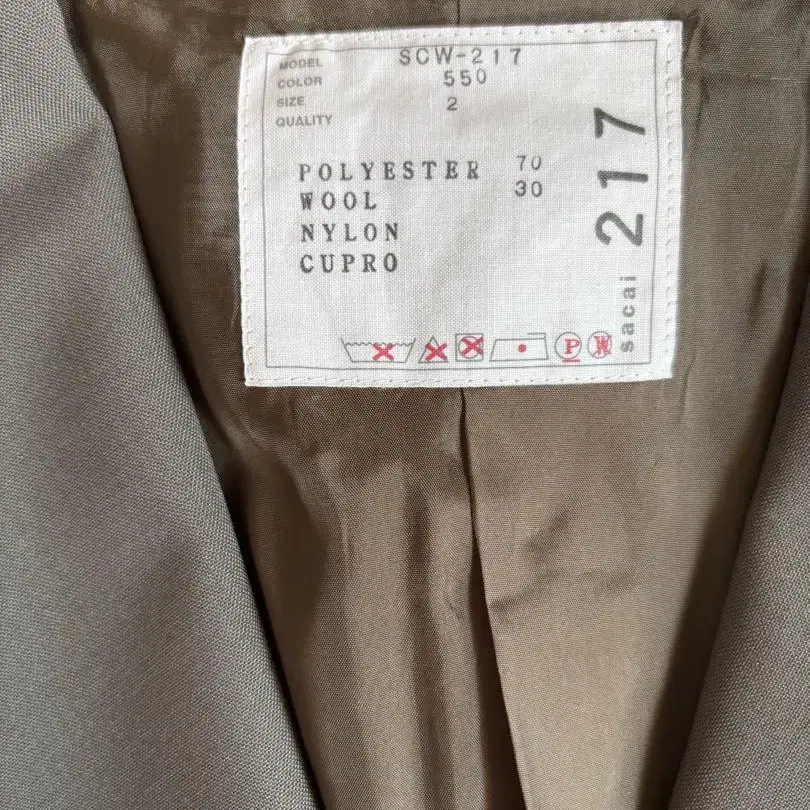 MODEL SCW-217
COLOR 550
SIZE 2
QUALITY
POLYESTER 70
WOOL 30
NYLON
CUPRO
P W
sacai 217